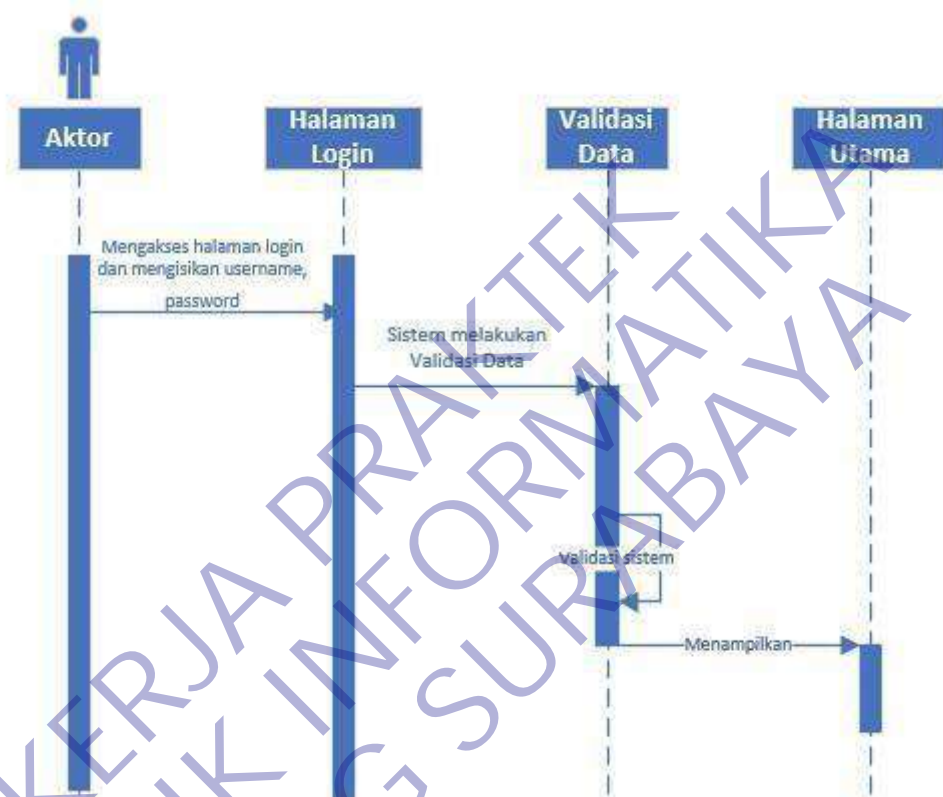 Aktor
Halaman
Login
Validasi
Data
Halaman
Utama
Mengakses halaman login
dan mengisikan username,
password
Sistem melakukan
Validasi Data
Validasi sistem
Menampilkan
KERJA PRAKTEK
INFORMATIKA
SURABAYA